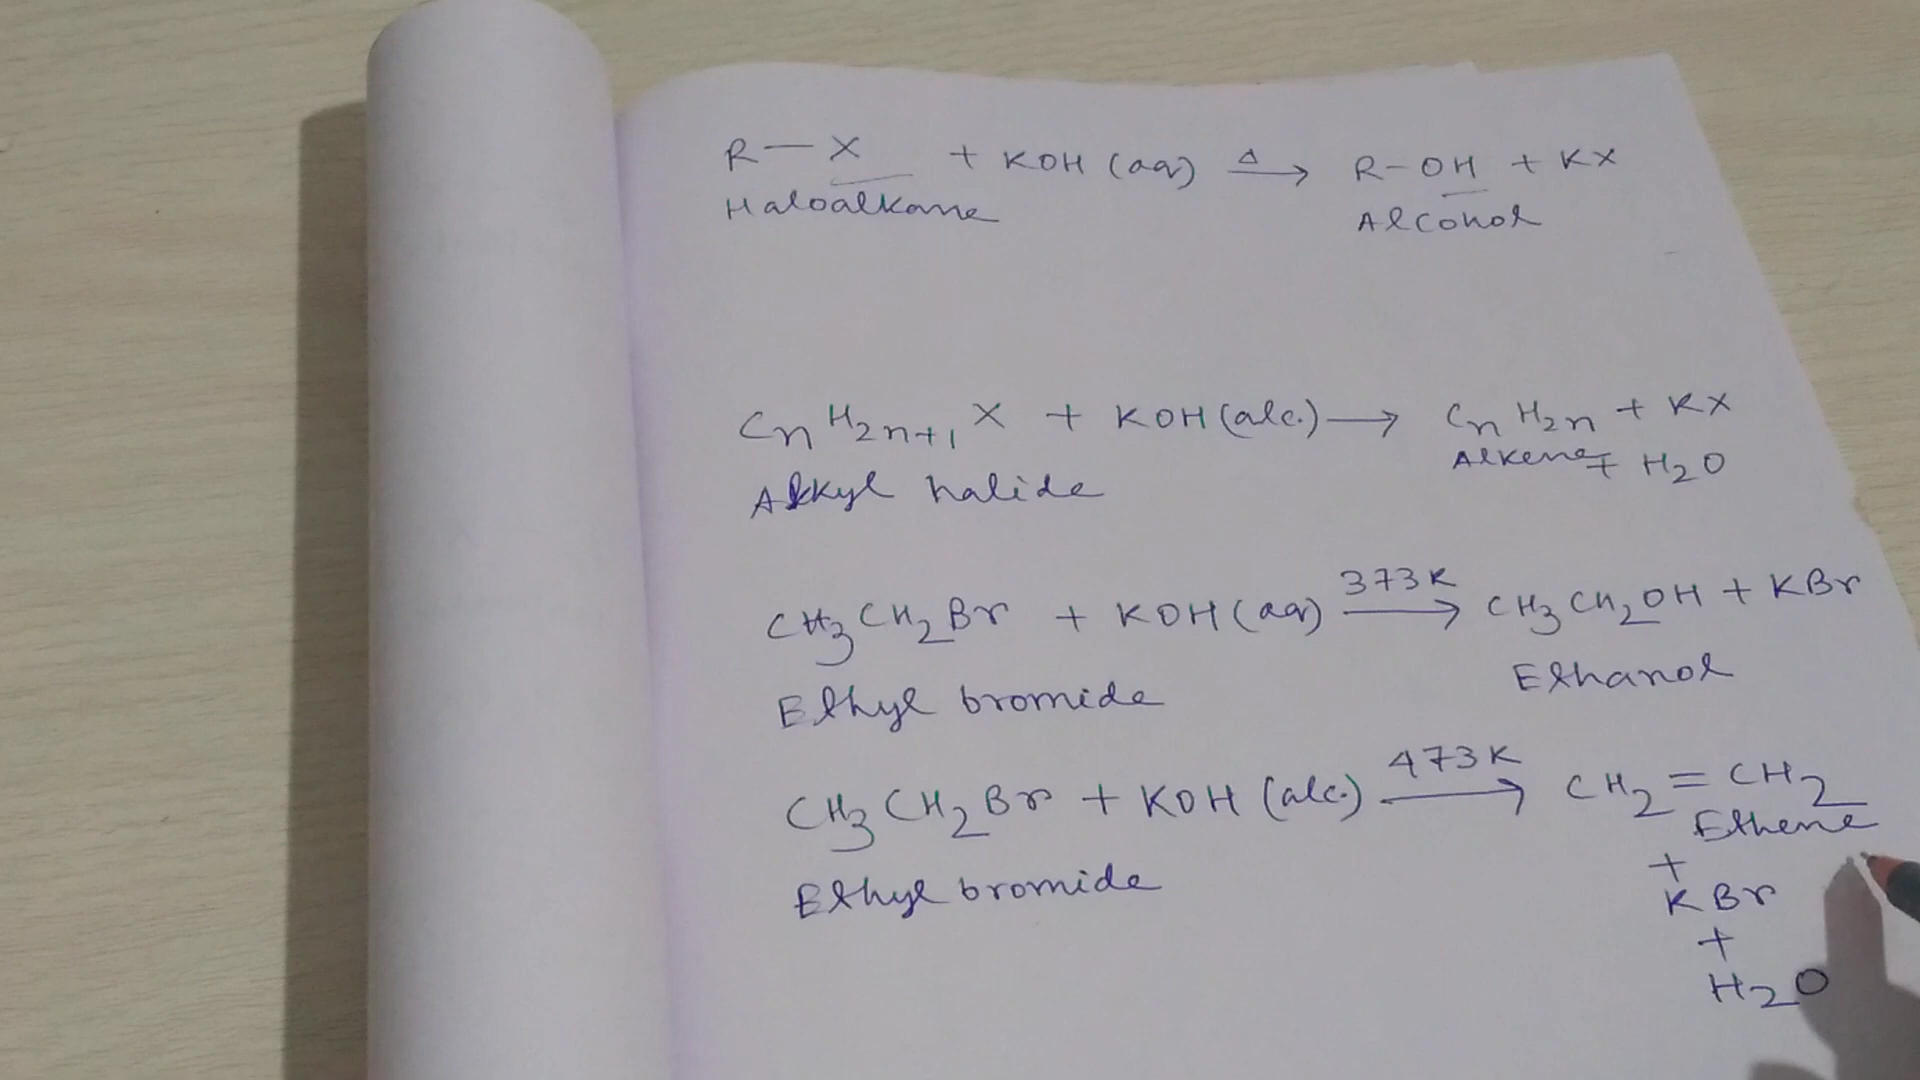 R — X + KOH (aq) Δ→ R-OH + KX
Haloalkane Alcohol
CnH2n+1X + KOH (alc.) → CnH2n + KX
Alkyl halide Alkene + H2O
CH3CH2Br + KOH (aq) 373K→ CH3CH2OH + KBr
Ethyl bromide Ethanol
CH3CH2Br + KOH (alc.) 473K→ CH2=CH2
Ethene
Ethyl bromide + KBr
+
H2O